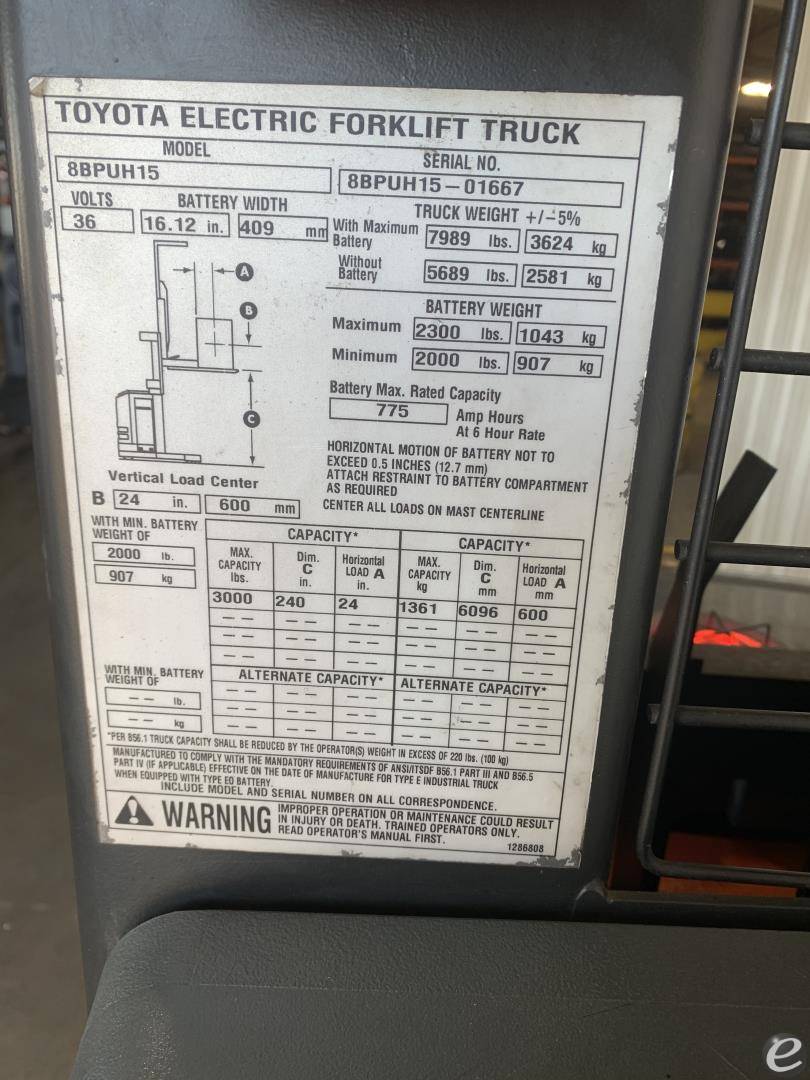 TOYOTA ELECTRIC FORKLIFT TRUCK
MODEL
8BPUH15
SERIAL NO.
8BPUH15-01667
VOLTS
36
BATTERY WIDTH
16.12 in. 409 mm
TRUCK WEIGHT +/-5%
With Maximum Battery 7989 lbs. 3624 kg
Without Battery 5689 lbs. 2581 kg
BATTERY WEIGHT
Maximum 2300 lbs. 1043 kg
Minimum 2000 lbs. 907 kg
Battery Max. Rated Capacity
775 Amp Hours
At 6 Hour Rate
A
B
C
HORIZONTAL MOTION OF BATTERY NOT TO
EXCEED 0.5 INCHES (12.7 mm)
ATTACH RESTRAINT TO BATTERY COMPARTMENT
AS REQUIRED
CENTER ALL LOADS ON MAST CENTERLINE
Vertical Load Center
B 24 in. 600 mm
WITH MIN. BATTERY
WEIGHT OF
2000 lb.
907 kg
CAPACITY* CAPACITY*
MAX. CAPACITY lbs. Dim. C in. Horizontal LOAD A in. MAX. CAPACITY kg Dim. C mm Horizontal LOAD A mm
3000 240 24 1361 6096 600
-- -- -- -- -- --
-- -- -- -- -- --
-- -- -- -- -- --
WITH MIN. BATTERY
WEIGHT OF
-- lb.
-- kg
ALTERNATE CAPACITY* ALTERNATE CAPACITY*
-- -- -- -- -- --
-- -- -- -- -- --
-- -- -- -- -- --
*PER B56.1 TRUCK CAPACITY SHALL BE REDUCED BY THE OPERATOR(S) WEIGHT IN EXCESS OF 220 lbs. (100 kg)
MANUFACTURED TO COMPLY WITH THE MANDATORY REQUIREMENTS OF ANSI/ITSDF B56.1 PART III AND B56.5
PART IV (IF APPLICABLE) EFFECTIVE ON THE DATE OF MANUFACTURE FOR TYPE E INDUSTRIAL TRUCK
WHEN EQUIPPED WITH TYPE EO BATTERY.
INCLUDE MODEL AND SERIAL NUMBER ON ALL CORRESPONDENCE.
WARNING
IMPROPER OPERATION OR MAINTENANCE COULD RESULT
IN INJURY OR DEATH. TRAINED OPERATORS ONLY.
READ OPERATOR'S MANUAL FIRST.
1286808
e